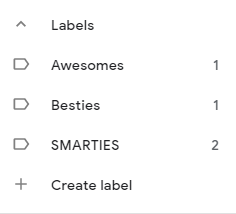 Labels
Awesomes 1
Besties 1
SMARTIES 2
Create label